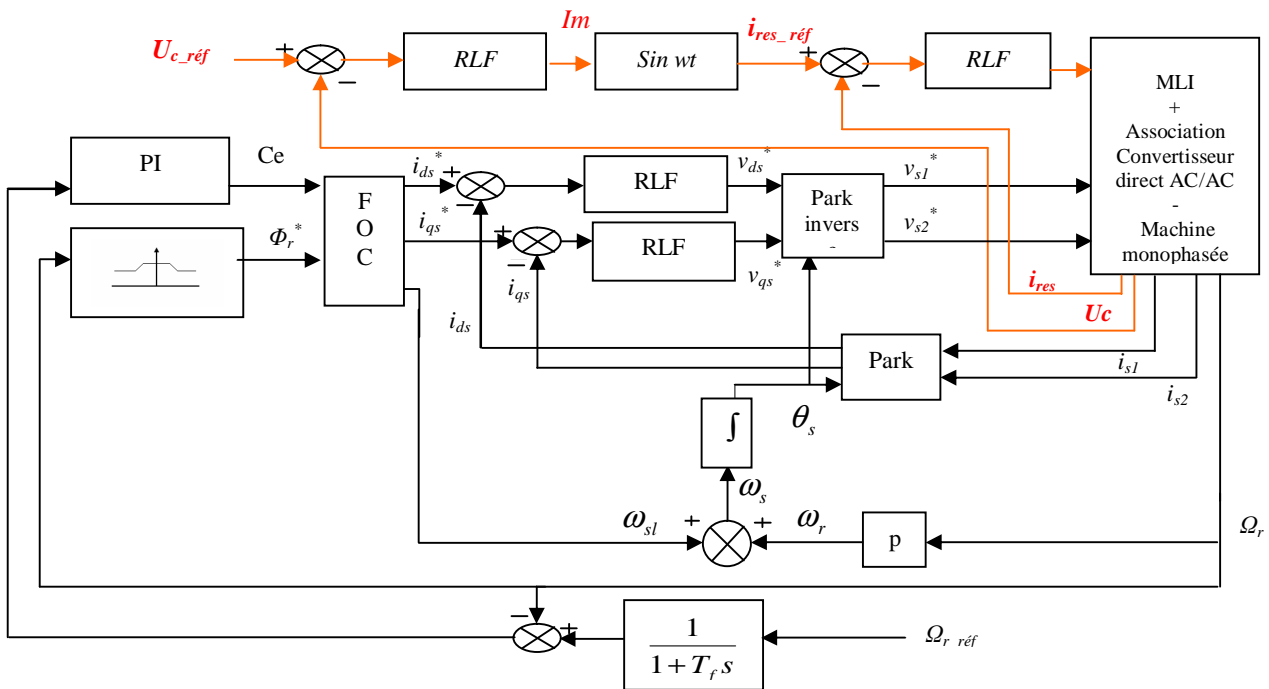 U_c_réf
+
−
RLF
Im
Sin wt
i_res_réf
+
−
RLF
MLI
+
Association
Convertisseur
direct AC/AC
-
Machine
monophasée
PI
Ce
F
O
C
i_ds*
+
−
RLF
v_ds*
Park
invers
-
v_s1*
Φ_r*
i_qs*
+
−
RLF
v_qs*
v_s2*
i_qs
i_ds
i_res
Uc
Park
i_s1
i_s2
∫
θ_s
ω_s
ω_sl
+
+
ω_r
p
Ω_r
−
+
1
1 + T_f s
Ω_r réf